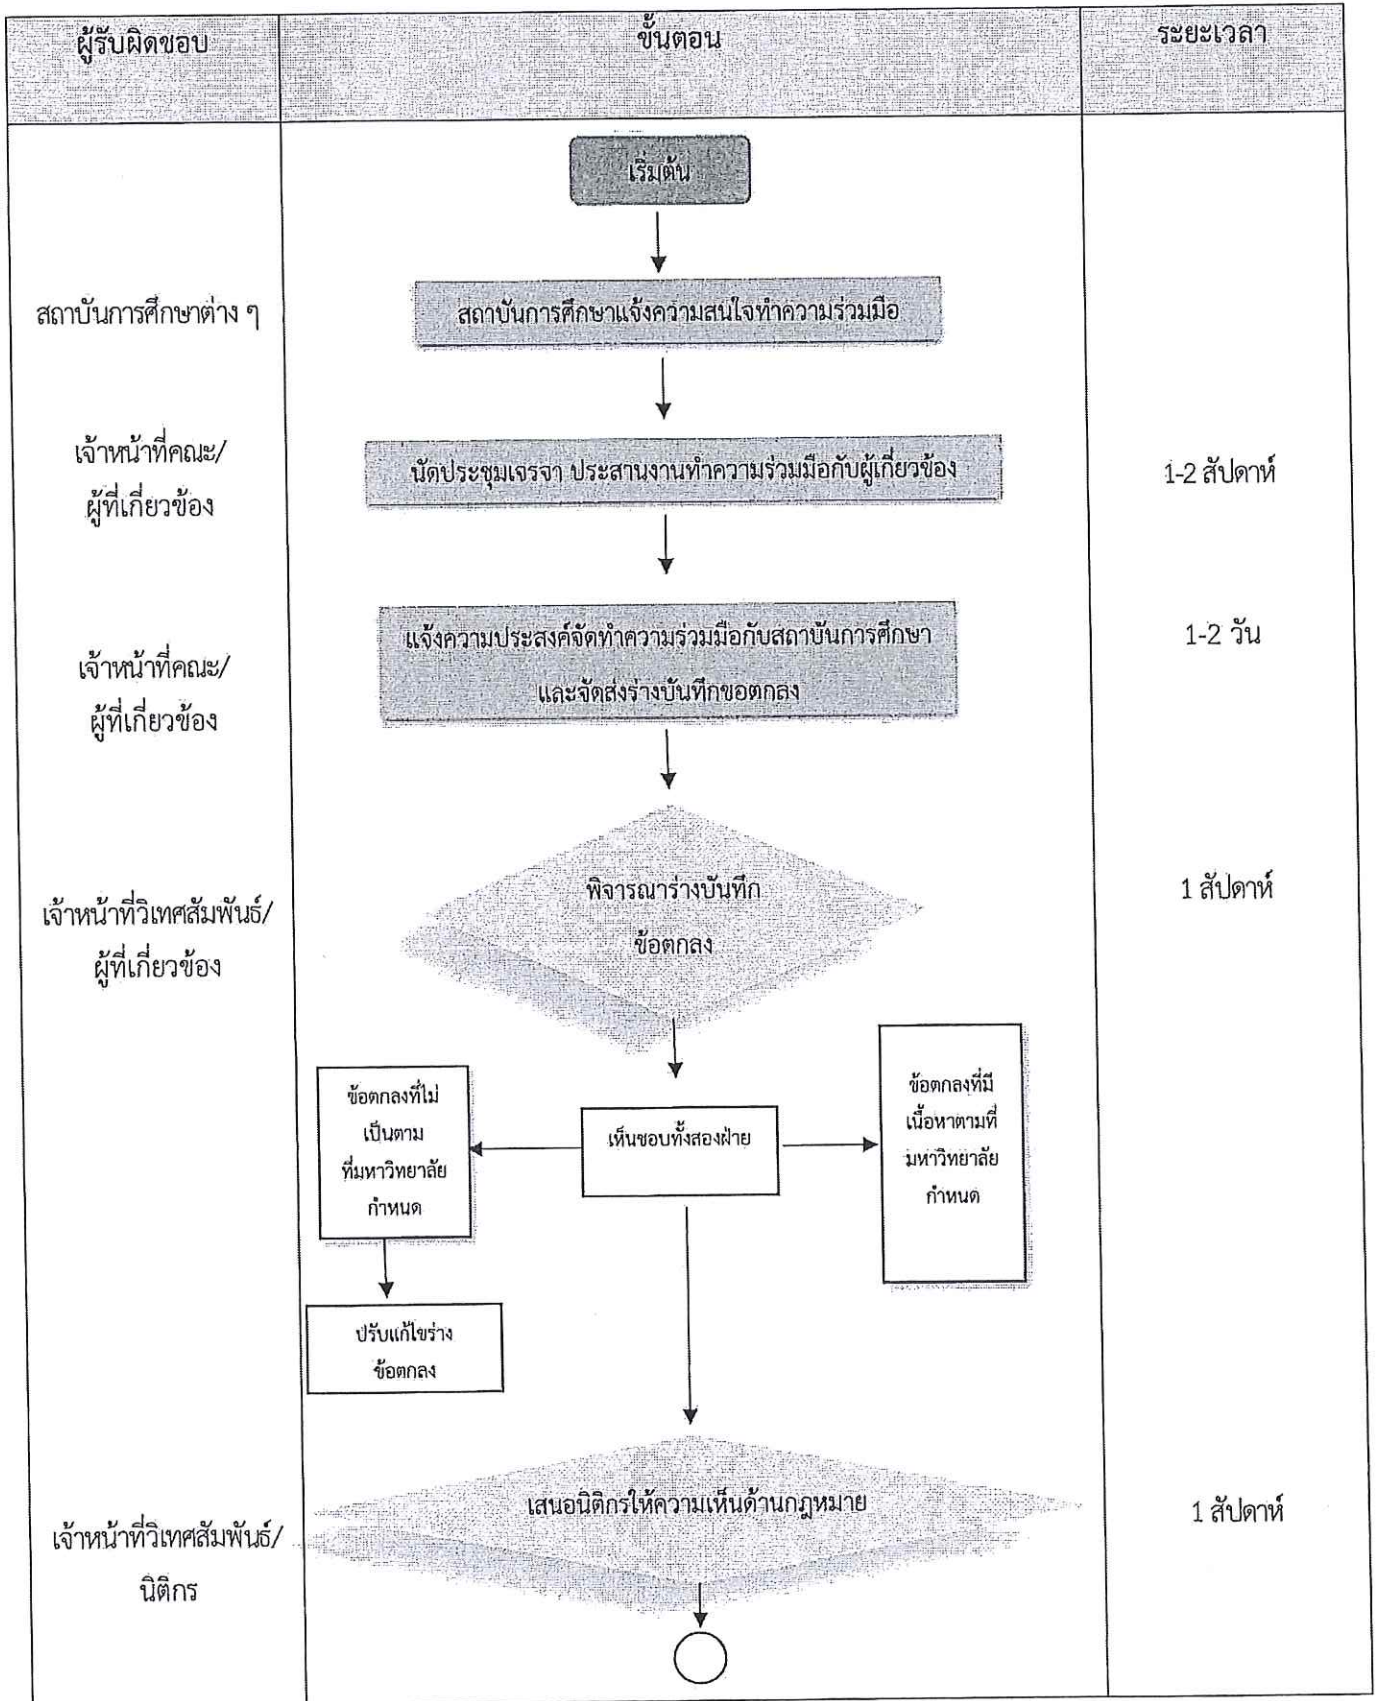 ผู้รับผิดชอบ
ขั้นตอน
ระยะเวลา
เริ่มต้น
สถาบันการศึกษาต่าง ๆ
สถาบันการศึกษาแจ้งความสนใจทำความร่วมมือ
เจ้าหน้าที่คณะ/
ผู้ที่เกี่ยวข้อง
นัดประชุมเจรจา ประสานงานทำความร่วมมือกับผู้เกี่ยวข้อง
1-2 สัปดาห์
เจ้าหน้าที่คณะ/
ผู้ที่เกี่ยวข้อง
แจ้งความประสงค์จัดทำความร่วมมือกับสถาบันการศึกษา
และจัดส่งร่างบันทึกขอตกลง
1-2 วัน
เจ้าหน้าที่วิเทศสัมพันธ์/
ผู้ที่เกี่ยวข้อง
พิจารณาร่างบันทึก
ข้อตกลง
1 สัปดาห์
ข้อตกลงที่ไม่
เป็นตาม
ที่มหาวิทยาลัย
กำหนด
เห็นชอบทั้งสองฝ่าย
ข้อตกลงที่มี
เนื้อหาตามที่
มหาวิทยาลัย
กำหนด
ปรับแก้ไขร่าง
ข้อตกลง
เจ้าหน้าที่วิเทศสัมพันธ์/
นิติกร
เสนอนิติกรให้ความเห็นด้านกฎหมาย
1 สัปดาห์